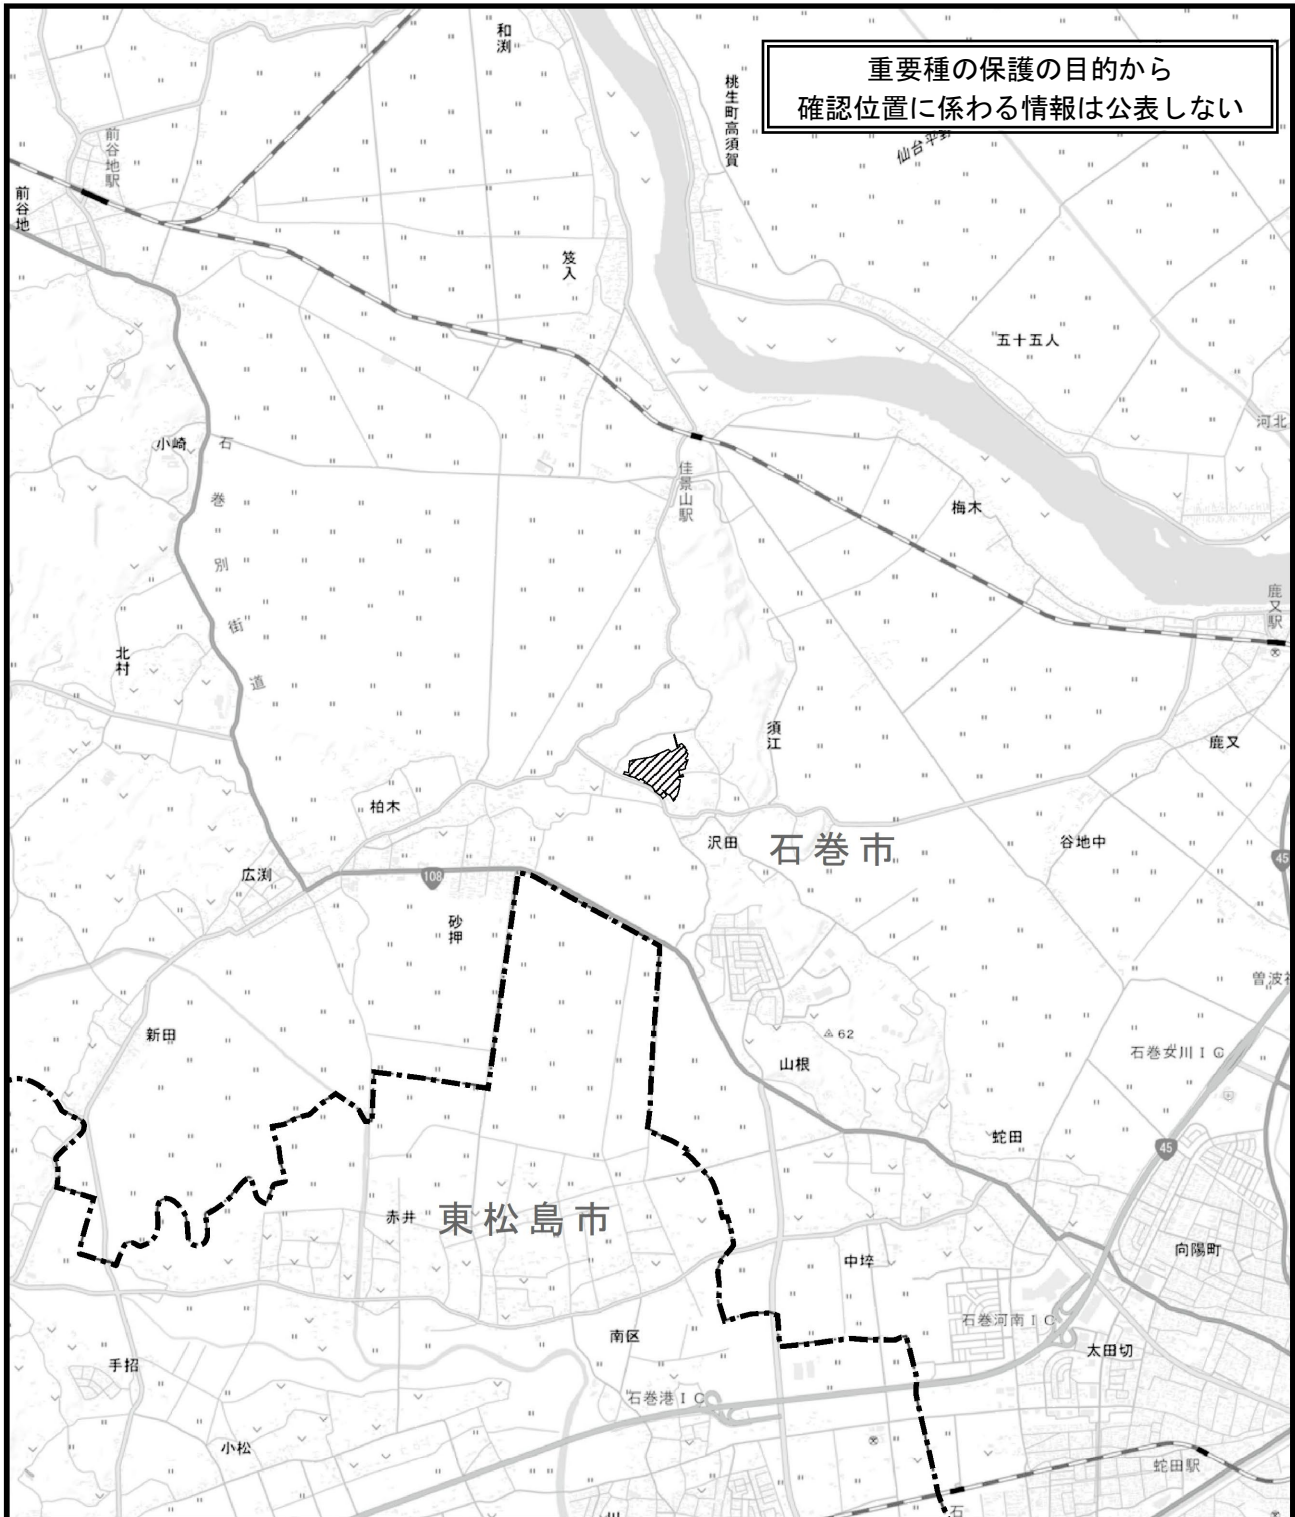 重要種の保護の目的から
確認位置に係わる情報は公表しない
和渕
桃生町高須賀
仙台平野
前谷地駅
前谷地
笈入
五十五人
河北
小崎
石巻別街道
佳景山駅
梅木
鹿又駅
北村
須江
鹿又
柏木
沢田
石巻市
谷地中
45
広渕
108
砂押
曽波神
新田
62
山根
石巻女川IC
蛇田
45
赤井
東松島市
向陽町
中埣
石巻河南IC
南区
太田切
手招
石巻港IC
小松
蛇田駅
石